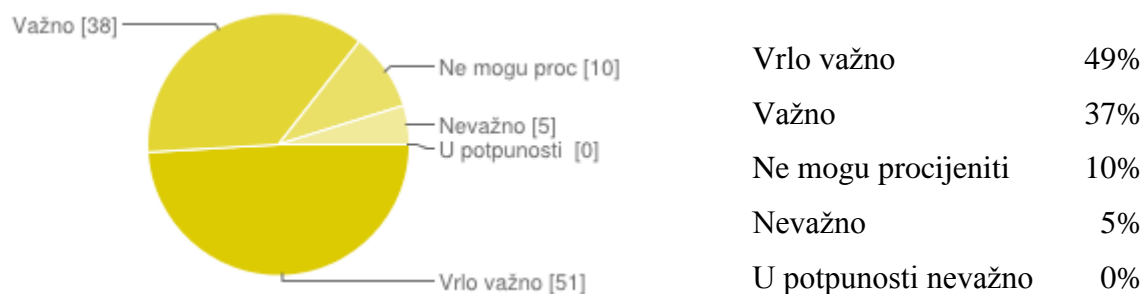 Važno [38]
Ne mogu proc [10]
Nevažno [5]
U potpunosti [0]
Vrlo važno [51]
Vrlo važno 49%
Važno 37%
Ne mogu procijeniti 10%
Nevažno 5%
U potpunosti nevažno 0%